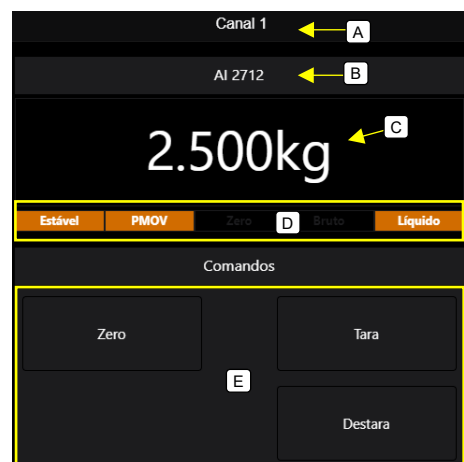 Canal 1
A
AI 2712
B
2.500kg
C
Estável PMOV Zero D Bruto Líquido
Comandos
Zero Tara
E
Destara